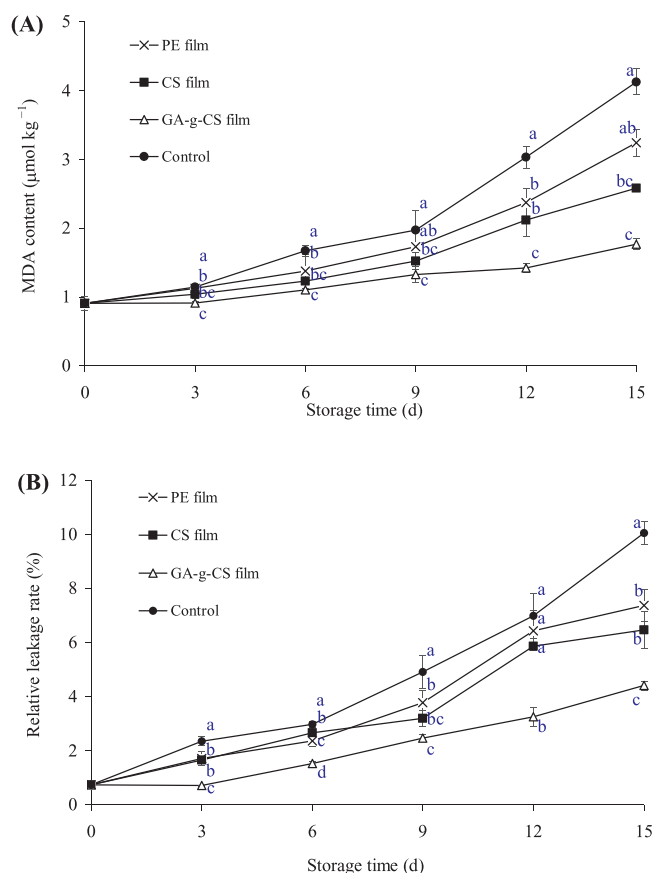 (A)
5
4
3
2
1
0
MDA content (μmol kg⁻¹)
PE film
CS film
GA-g-CS film
Control
a
b
bc
c
a
b
bc
c
a
ab
bc
c
a
b
b
c
a
ab
bc
c
0 3 6 9 12 15
Storage time (d)
(B)
12
10
8
6
4
2
0
Relative leakage rate (%)
PE film
CS film
GA-g-CS film
Control
a
b
b
c
a
b
c
d
a
b
bc
c
a
a
a
b
a
b
b
c
0 3 6 9 12 15
Storage time (d)